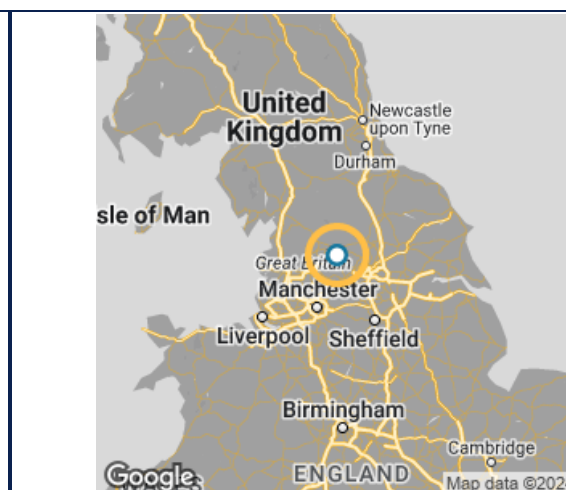 United
Kingdom
Newcastle
upon Tyne
Durham
sle of Man
Great Britain
Manchester
Liverpool
Sheffield
Birmingham
Cambridge
Google
ENGLAND
Map data ©202